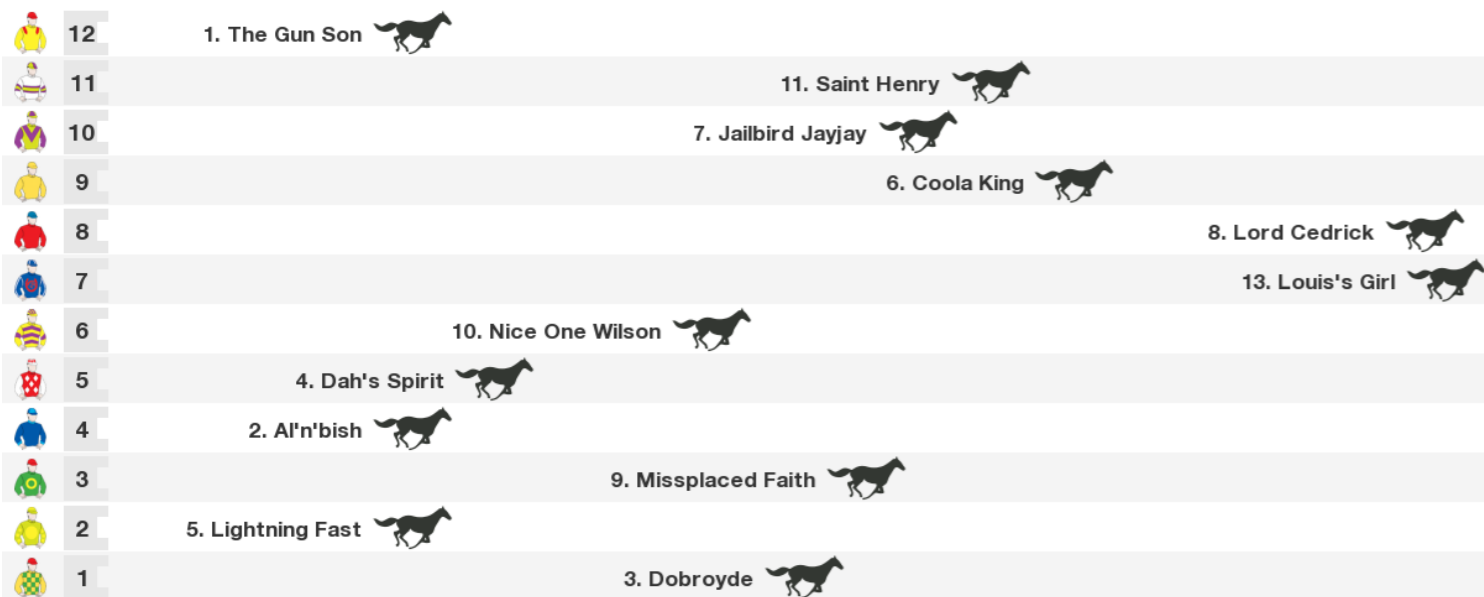 12 1. The Gun Son
11 11. Saint Henry
10 7. Jailbird Jayjay
9 6. Coola King
8 8. Lord Cedrick
7 13. Louis's Girl
6 10. Nice One Wilson
5 4. Dah's Spirit
4 2. Al'n'bish
3 9. Missplaced Faith
2 5. Lightning Fast
1 3. Dobroyde